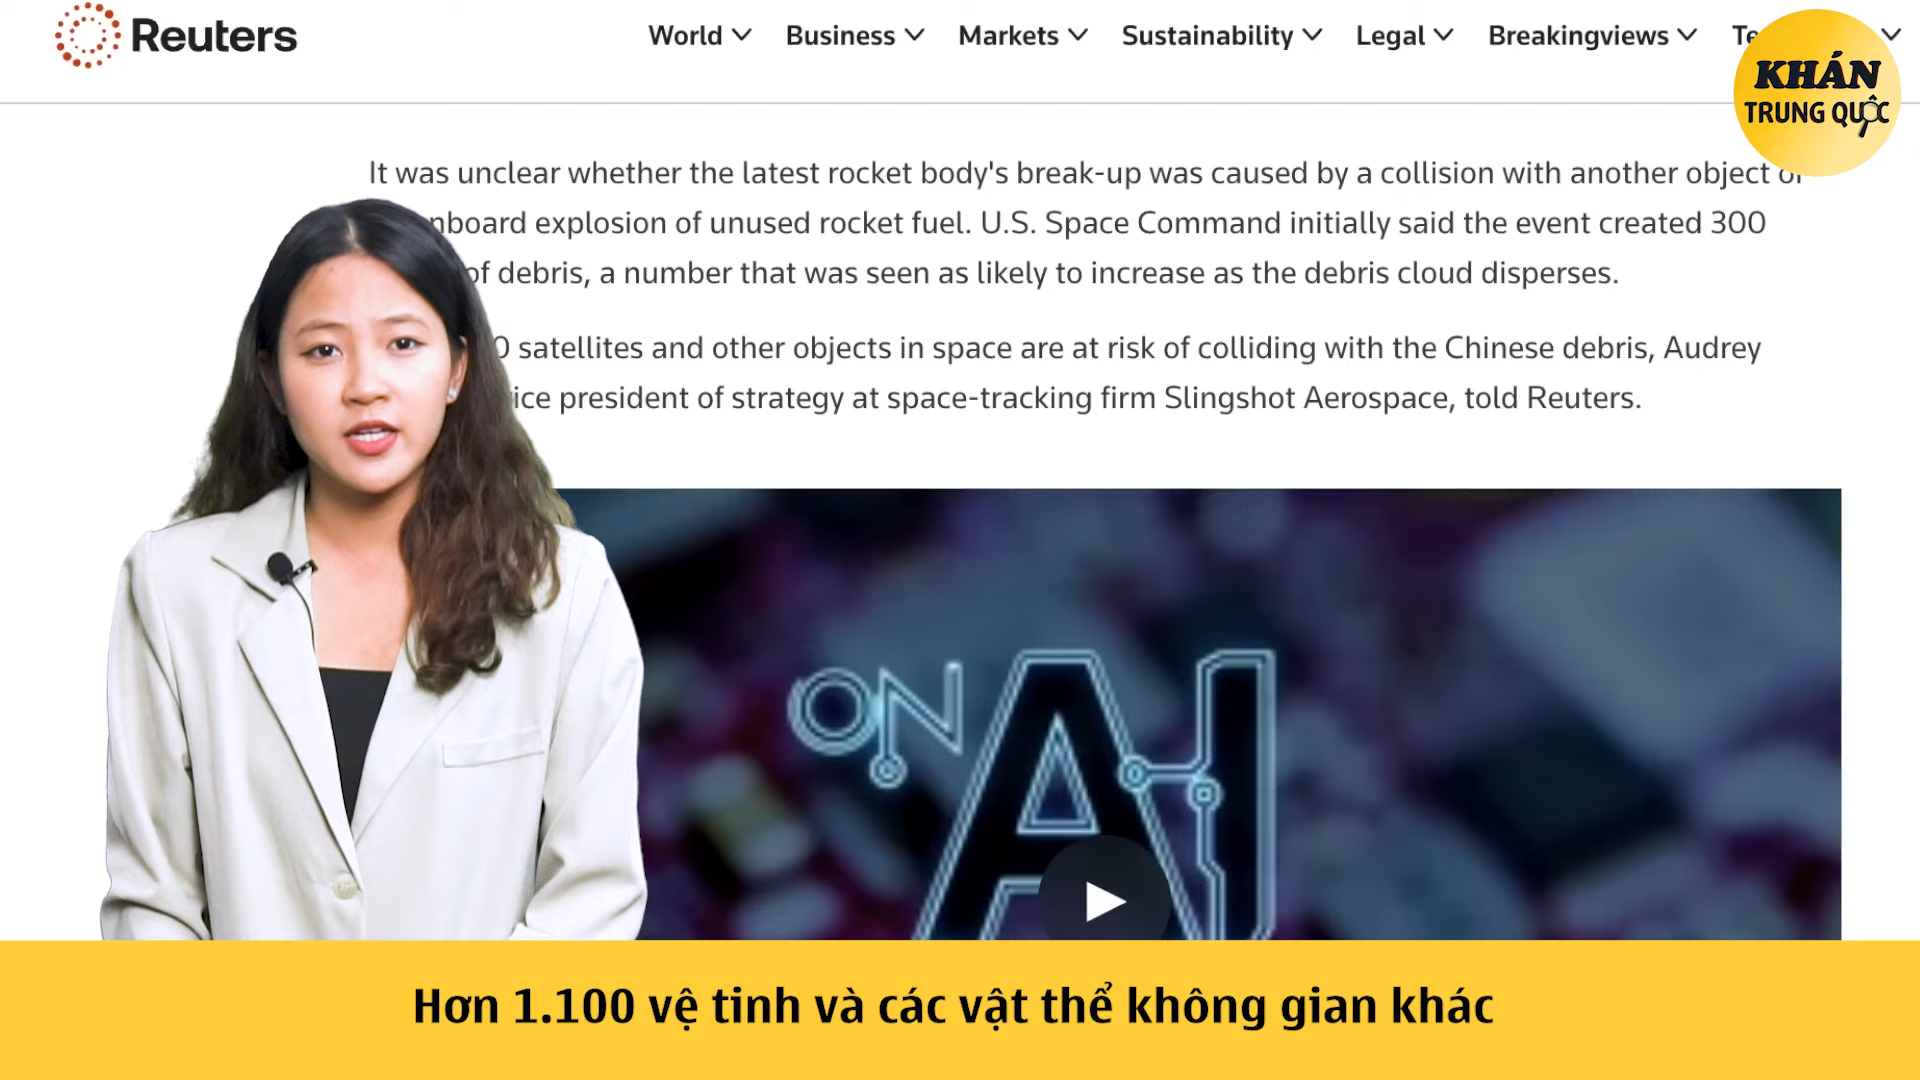 Reuters
World
Business
Markets
Sustainability
Legal
Breakingviews
KHÁN
TRUNG QUỐC
It was unclear whether the latest rocket body's break-up was caused by a collision with another object
explosion of unused rocket fuel. U.S. Space Command initially said the event created 300
of debris, a number that was seen as likely to increase as the debris cloud disperses.
satellites and other objects in space are at risk of colliding with the Chinese debris, Audrey
president of strategy at space-tracking firm Slingshot Aerospace, told Reuters.
ON
AI
Hơn 1.100 vệ tinh và các vật thể không gian khác